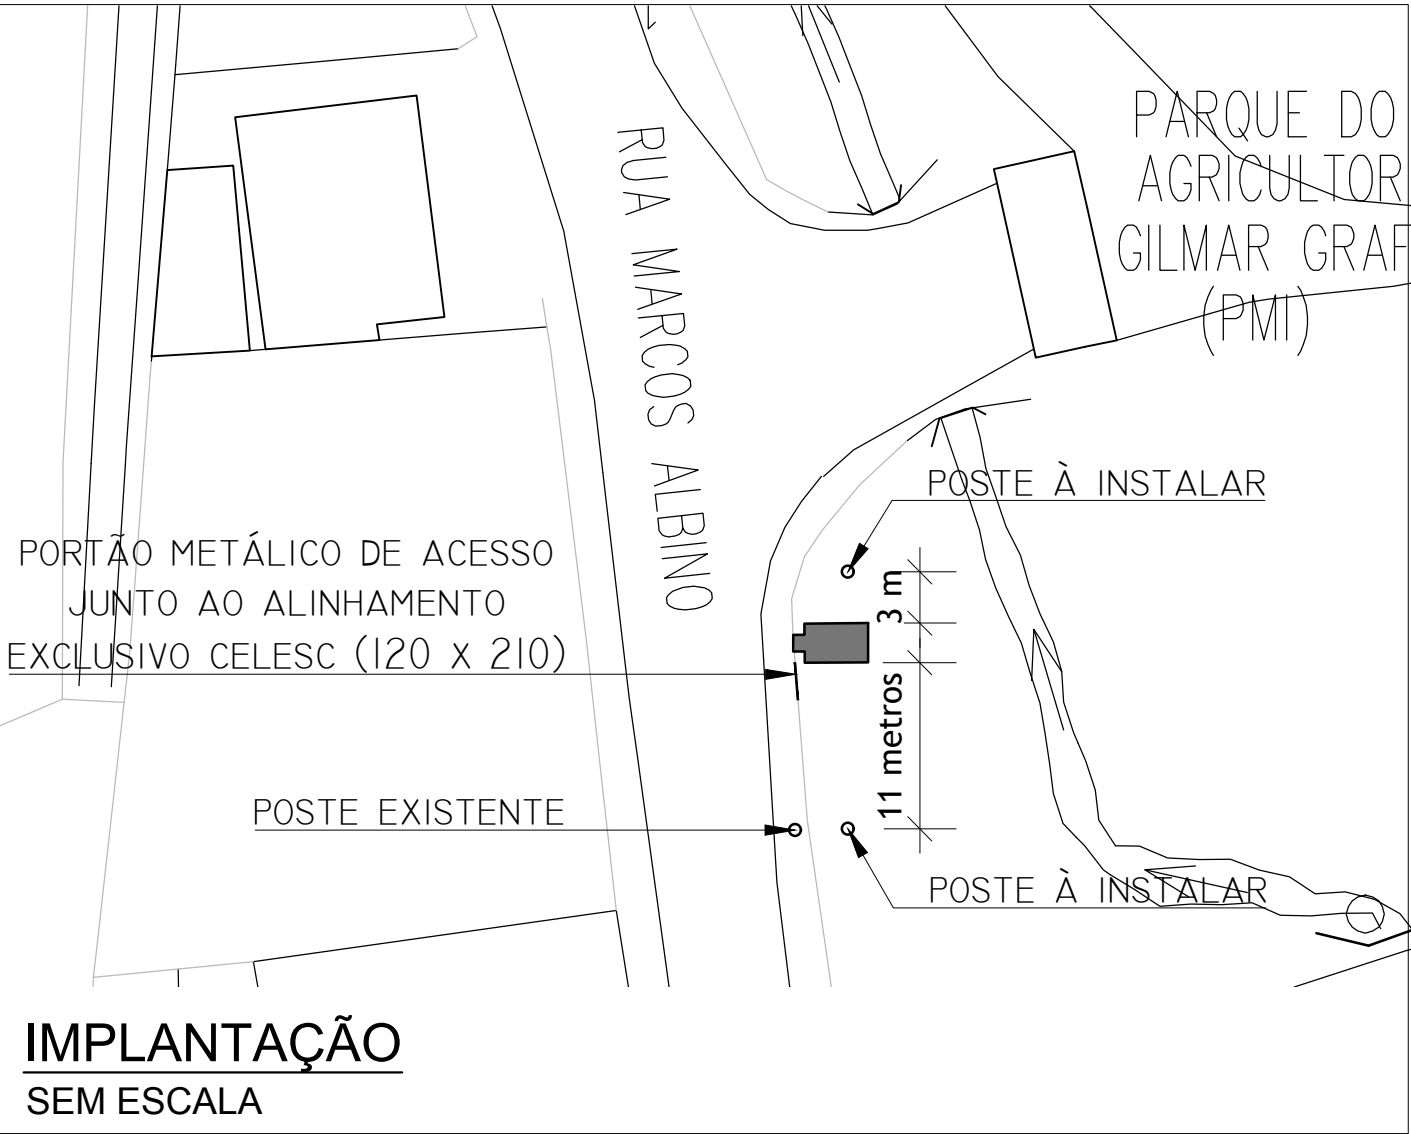 PARQUE DO
AGRICULTOR
GILMAR GRAF
(PMI)
RUA MARCOS ALBINO
POSTE À INSTALAR
PORTÃO METÁLICO DE ACESSO
JUNTO AO ALINHAMENTO
EXCLUSIVO CELESC (120 X 210)
3 m
11 metros
POSTE EXISTENTE
POSTE À INSTALAR
IMPLANTAÇÃO
SEM ESCALA